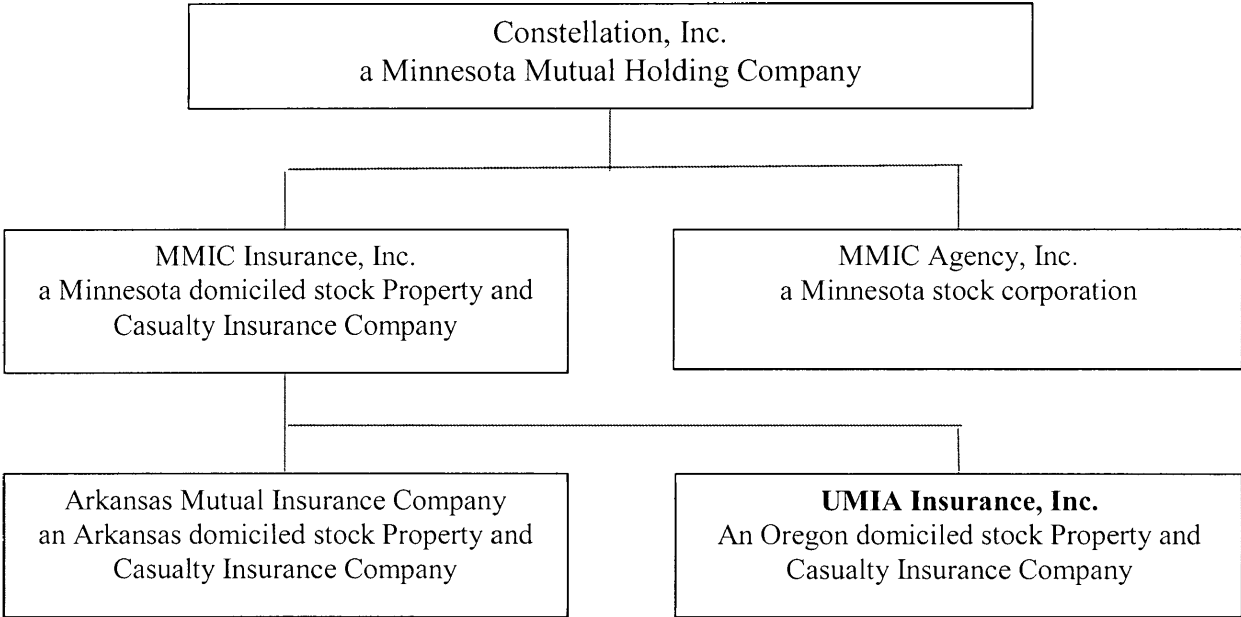 Constellation, Inc.
a Minnesota Mutual Holding Company
MMIC Insurance, Inc.
a Minnesota domiciled stock Property and
Casualty Insurance Company
MMIC Agency, Inc.
a Minnesota stock corporation
Arkansas Mutual Insurance Company
an Arkansas domiciled stock Property and
Casualty Insurance Company
UMIA Insurance, Inc.
An Oregon domiciled stock Property and
Casualty Insurance Company